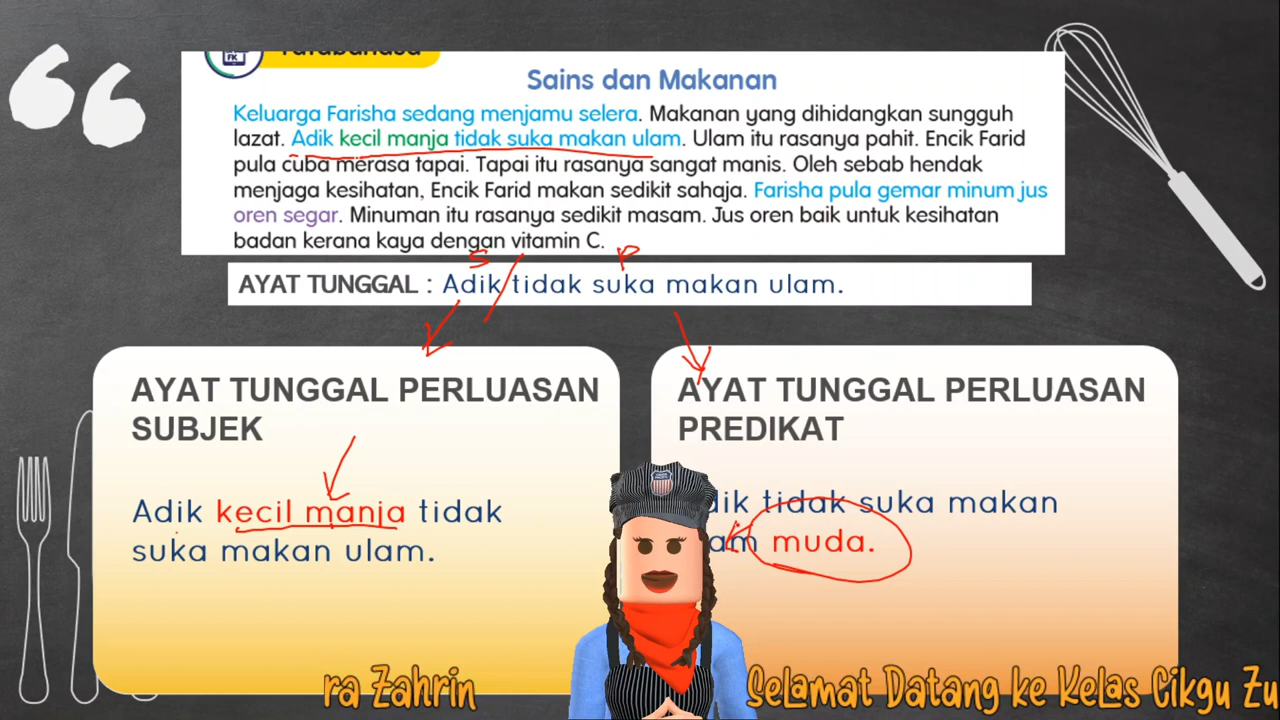 FK
Tatabahasa
Sains dan Makanan
Keluarga Farisha sedang menjamu selera. Makanan yang dihidangkan sungguh
lazat. Adik kecil manja tidak suka makan ulam. Ulam itu rasanya pahit. Encik Farid
pula cuba merasa tapai. Tapai itu rasanya sangat manis. Oleh sebab hendak
menjaga kesihatan, Encik Farid makan sedikit sahaja. Farisha pula gemar minum jus
oren segar. Minuman itu rasanya sedikit masam. Jus oren baik untuk kesihatan
badan kerana kaya dengan vitamin C.
S P
AYAT TUNGGAL : Adik tidak suka makan ulam.
AYAT TUNGGAL PERLUASAN
SUBJEK
Adik kecil manja tidak
suka makan ulam.
AYAT TUNGGAL PERLUASAN
PREDIKAT
dik tidak suka makan
am muda.
ra Zahrin
Selamat Datang ke Kelas Cikgu Zu